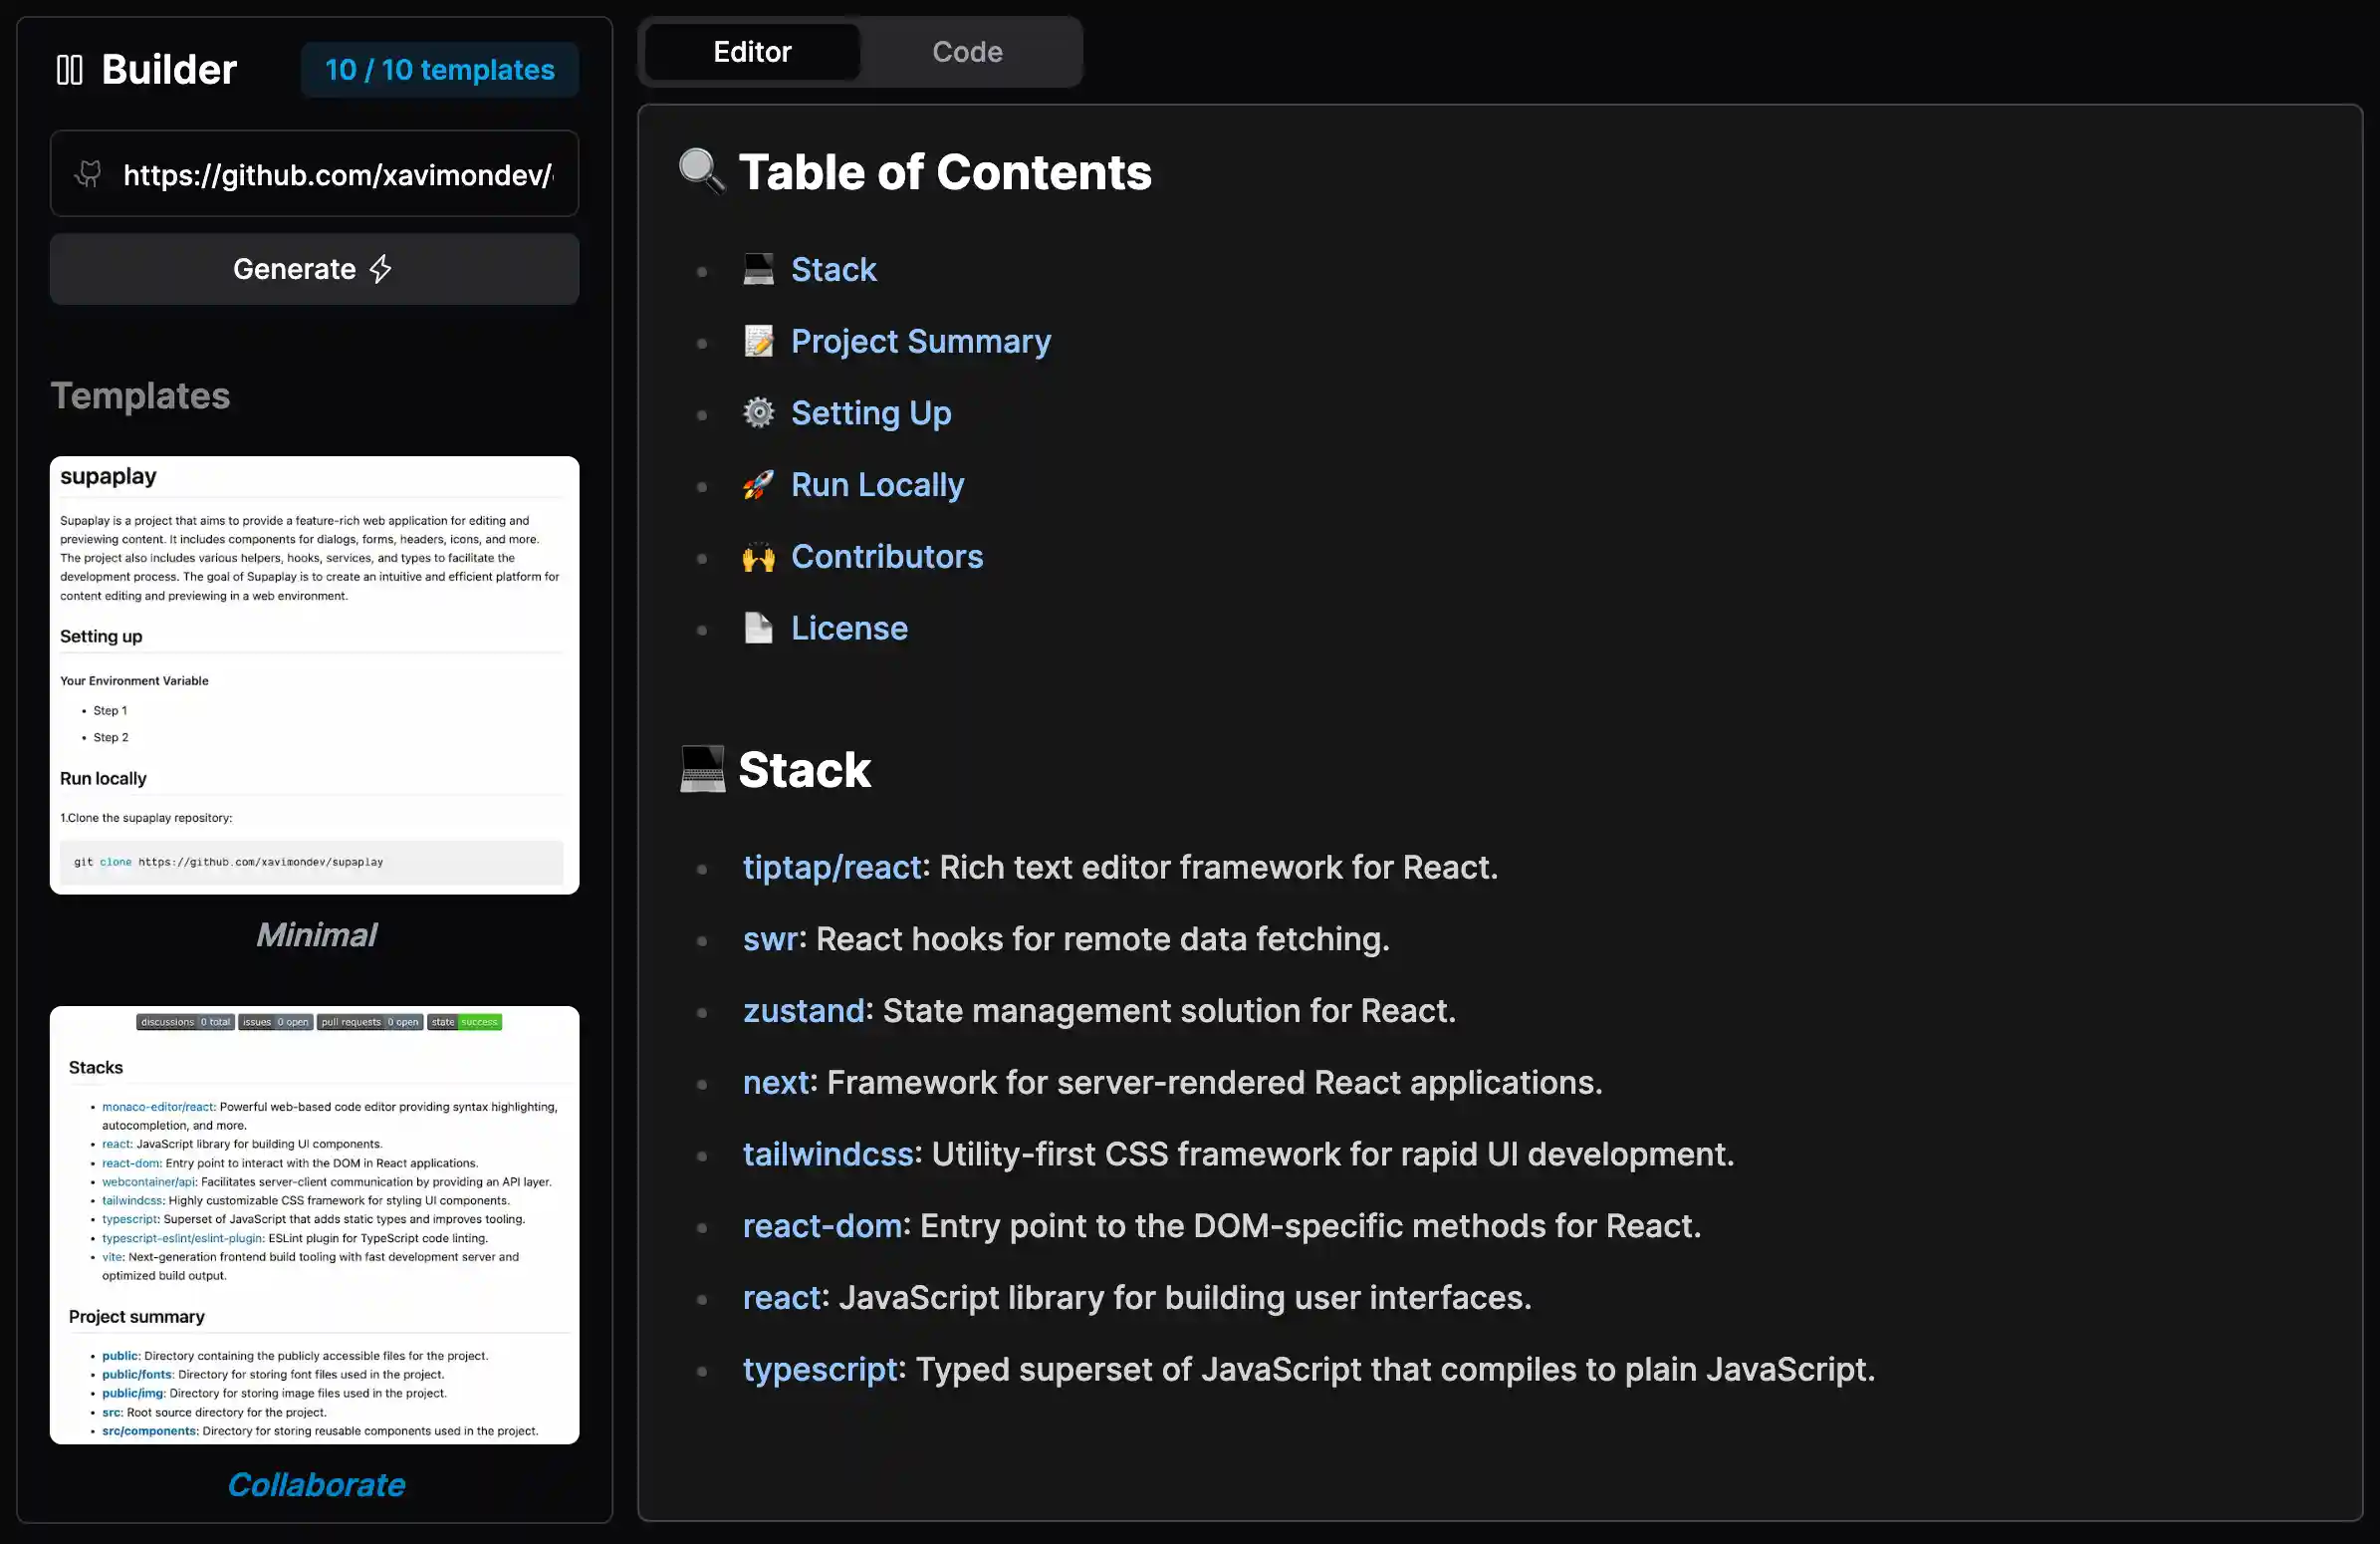 Builder
10 / 10 templates
https://github.com/xavimondev/
Generate
Templates
supaplay
Supaplay is a project that aims to provide a feature-rich web application for editing and
previewing content. It includes components for dialogs, forms, headers, icons, and more.
The project also includes various helpers, hooks, services, and types to facilitate the
development process. The goal of Supaplay is to create an intuitive and efficient platform for
content editing and previewing in a web environment.
Setting up
Your Environment Variable
• Step 1
• Step 2
Run locally
1.Clone the supaplay repository:
git clone https://github.com/xavimondev/supaplay
Minimal
discussions 0 total issues 0 open pull requests 0 open state success
Stacks
• monaco-editor/react: Powerful web-based code editor providing syntax highlighting,
autocompletion, and more.
• react: JavaScript library for building UI components.
• react-dom: Entry point to interact with the DOM in React applications.
• webcontainer/api: Facilitates server-client communication by providing an API layer.
• tailwindcss: Highly customizable CSS framework for styling UI components.
• typescript: Superset of JavaScript that adds static types and improves tooling.
• typescript-eslint/eslint-plugin: ESLint plugin for TypeScript code linting.
• vite: Next-generation frontend build tooling with fast development server and
optimized build output.
Project summary
• public: Directory containing the publicly accessible files for the project.
• public/fonts: Directory for storing font files used in the project.
• public/img: Directory for storing image files used in the project.
• src: Root source directory for the project.
• src/components: Directory for storing reusable components used in the project.
Collaborate
Editor
Code
🔍 Table of Contents
• 💻 Stack
• 📝 Project Summary
• ⚙️ Setting Up
• 🚀 Run Locally
• 🙌 Contributors
• 📄 License
💻 Stack
• tiptap/react: Rich text editor framework for React.
• swr: React hooks for remote data fetching.
• zustand: State management solution for React.
• next: Framework for server-rendered React applications.
• tailwindcss: Utility-first CSS framework for rapid UI development.
• react-dom: Entry point to the DOM-specific methods for React.
• react: JavaScript library for building user interfaces.
• typescript: Typed superset of JavaScript that compiles to plain JavaScript.